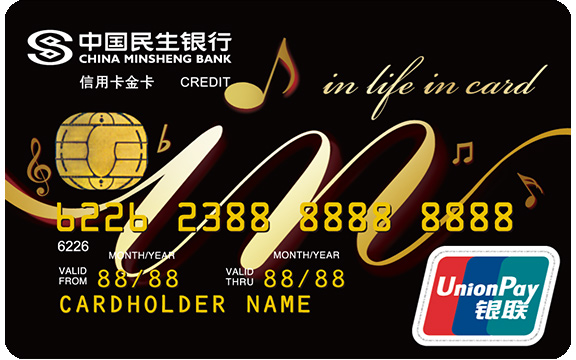 中国民生银行
CHINA MINSHENG BANK
信用卡金卡 CREDIT
in life in card
6226 2388 8888 8888
6226
MONTH/YEAR MONTH/YEAR
VALID FROM 88/88 VALID THRU 88/88
CARDHOLDER NAME
UnionPay
银联